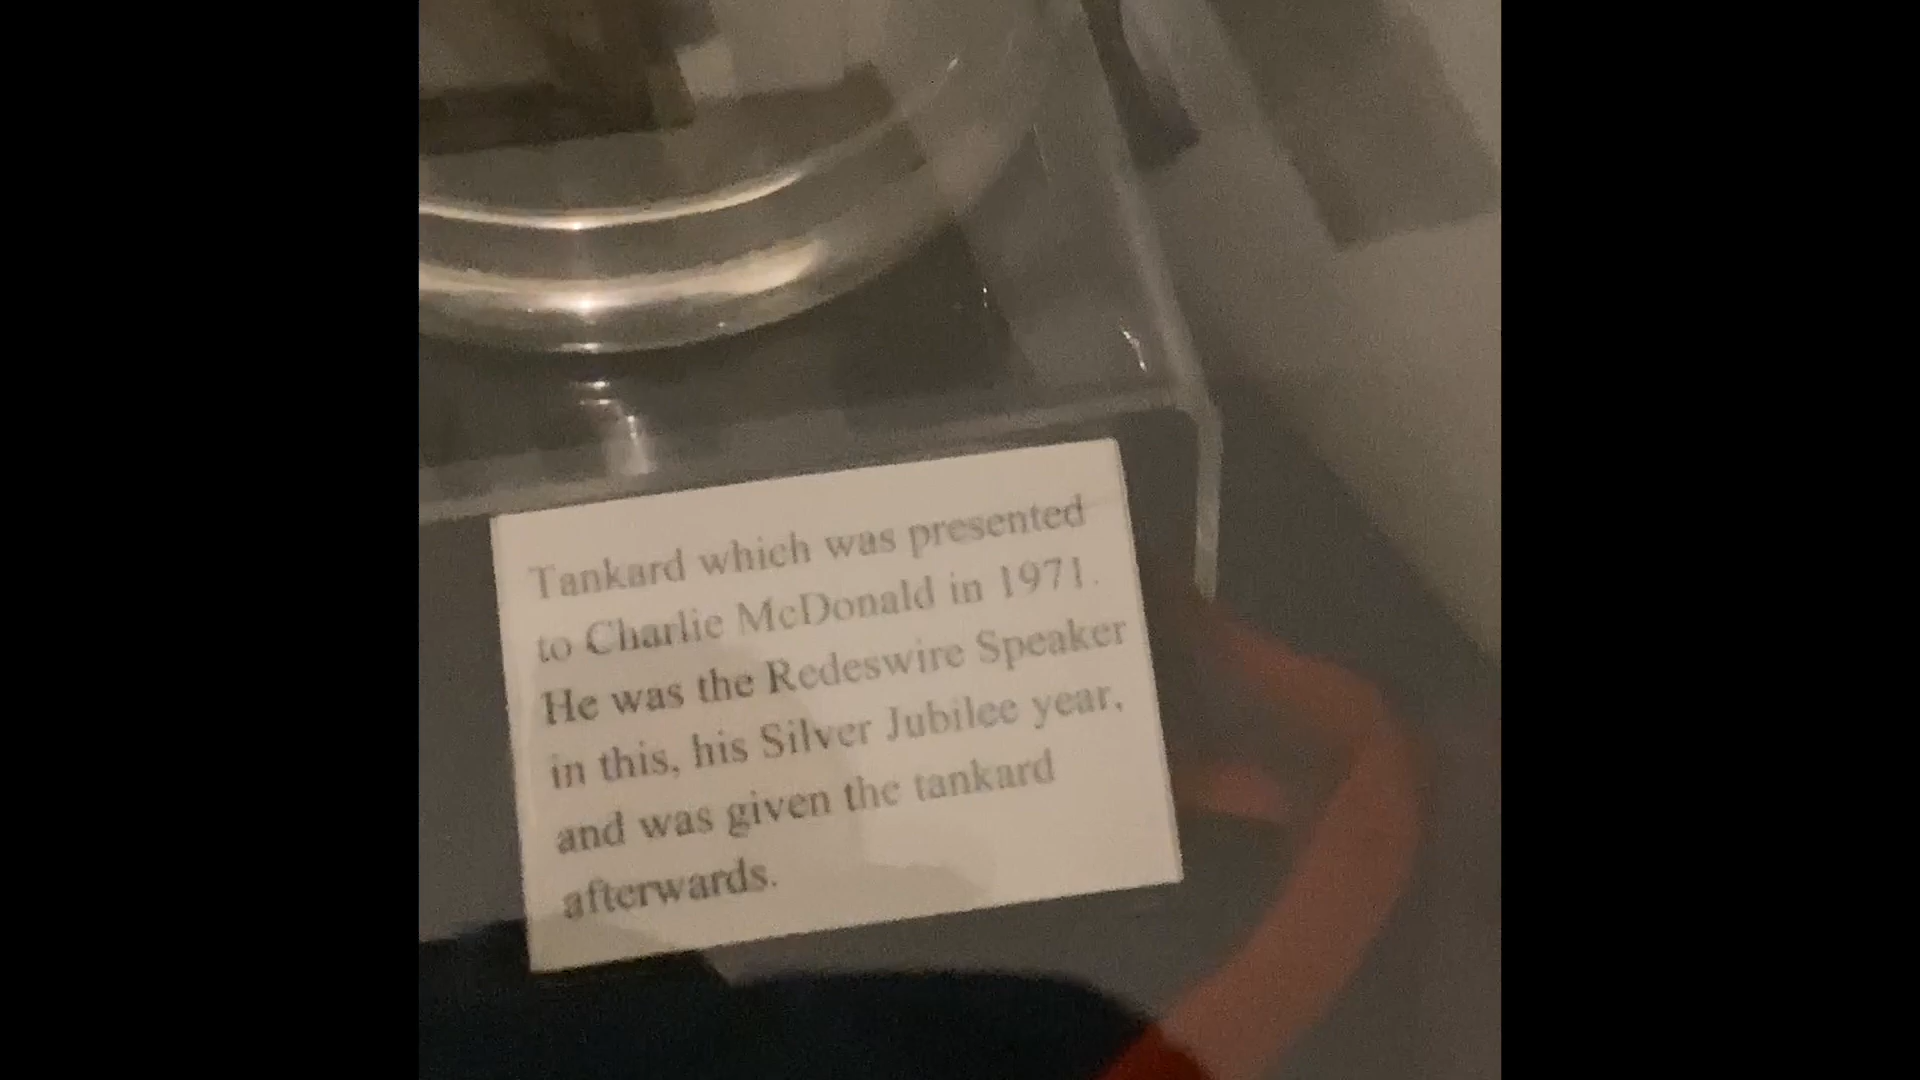 Tankard which was presented
to Charlie McDonald in 1971.
He was the Redeswire Speaker
in this, his Silver Jubilee year,
and was given the tankard
afterwards.